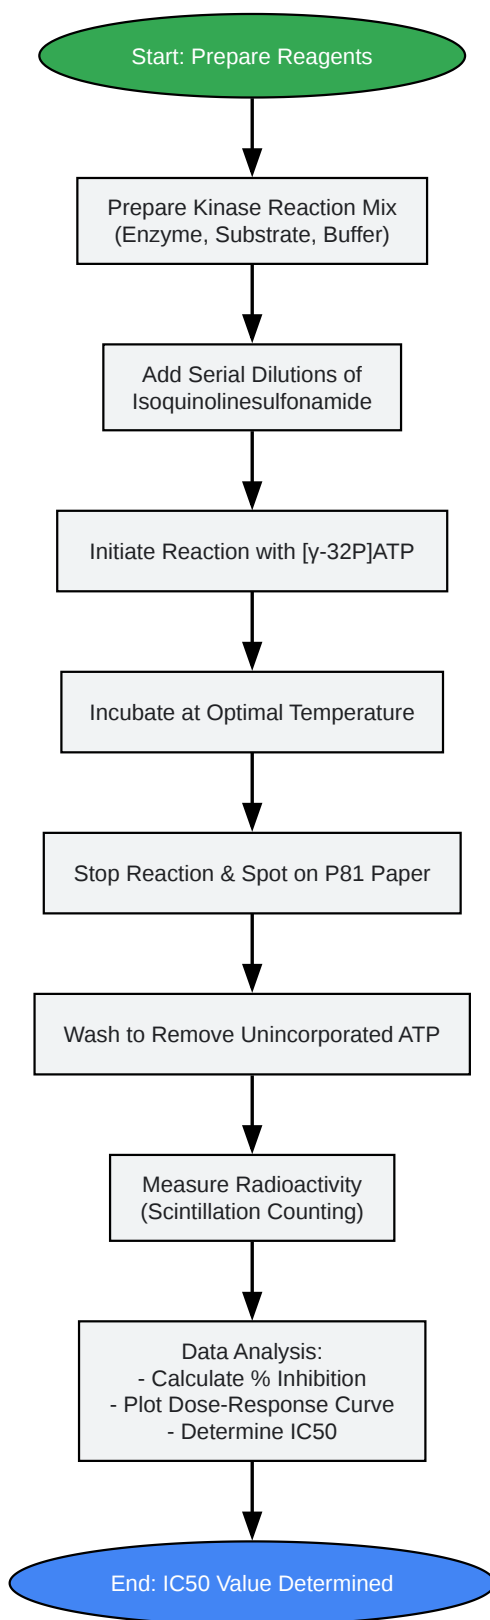 Start: Prepare Reagents
Prepare Kinase Reaction Mix
(Enzyme, Substrate, Buffer)
Add Serial Dilutions of
Isoquinolinesulfonamide
Initiate Reaction with [γ-32P]ATP
Incubate at Optimal Temperature
Stop Reaction & Spot on P81 Paper
Wash to Remove Unincorporated ATP
Measure Radioactivity
(Scintillation Counting)
Data Analysis:
- Calculate % Inhibition
- Plot Dose-Response Curve
- Determine IC50
End: IC50 Value Determined